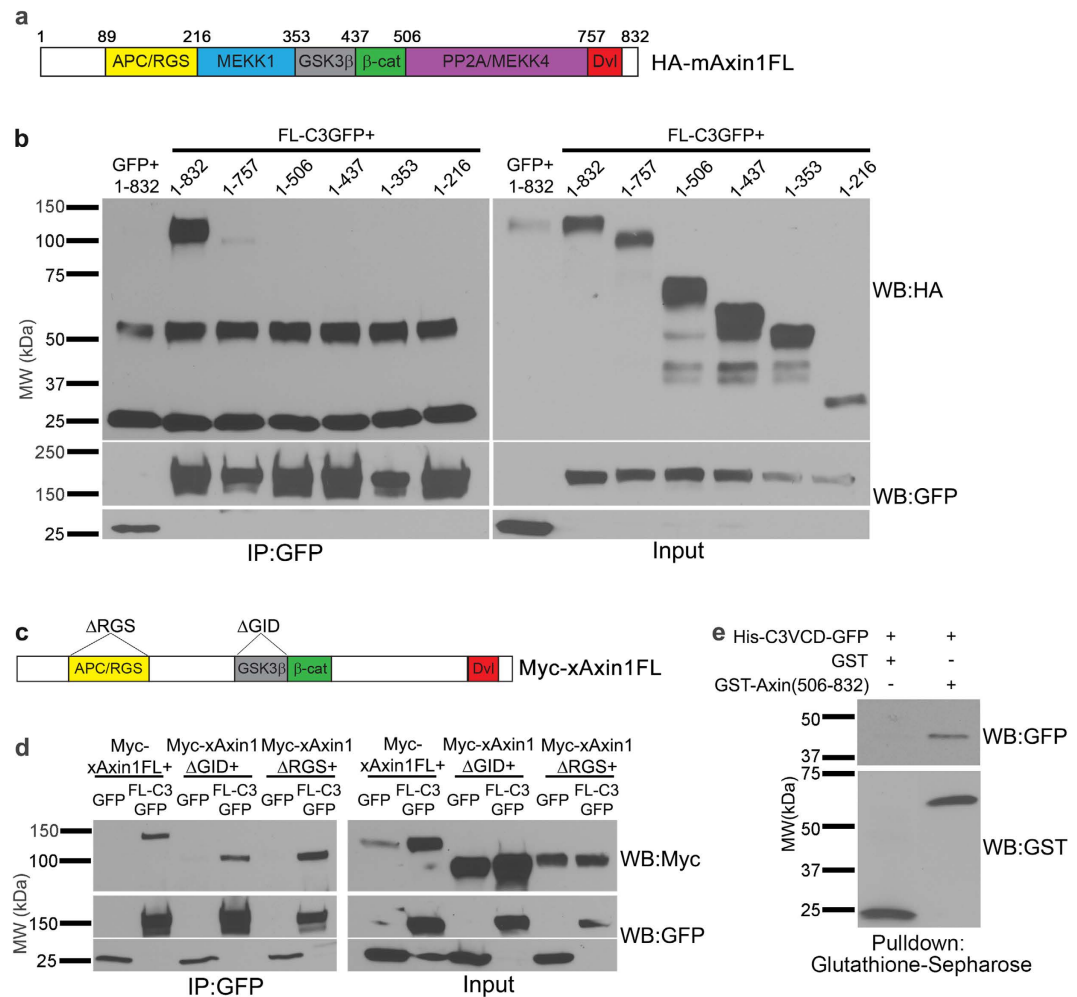 a
1 89 216 353 437 506 757 832
APC/RGS MEKK1 GSK3β β-cat PP2A/MEKK4 Dvl HA-mAxin1FL
b
FL-C3GFP+ FL-C3GFP+
GFP+ 1-832 1-832 1-757 1-506 1-437 1-353 1-216 GFP+ 1-832 1-832 1-757 1-506 1-437 1-353 1-216
150
100
75
50
37
25
WB:HA
MW (kDa)
250
150
WB:GFP
25
IP:GFP Input
c
ΔRGS ΔGID
APC/RGS GSK3β β-cat Dvl Myc-xAxin1FL
d
Myc- Myc-xAxin1 Myc-xAxin1 Myc- Myc-xAxin1 Myc-xAxin1
xAxin1FL+ ΔGID+ ΔRGS+ xAxin1FL+ ΔGID+ ΔRGS+
GFP FL-C3 GFP GFP FL-C3 GFP GFP FL-C3 GFP GFP FL-C3 GFP GFP FL-C3 GFP GFP FL-C3 GFP
150
100
WB:Myc
MW (kDa)
150
WB:GFP
25
IP:GFP Input
e
His-C3VCD-GFP + +
GST + -
GST-Axin(506-832) - +
50
37
WB:GFP
75
50
37
25
WB:GST
MW(kDa)
Pulldown:
Glutathione-Sepharose